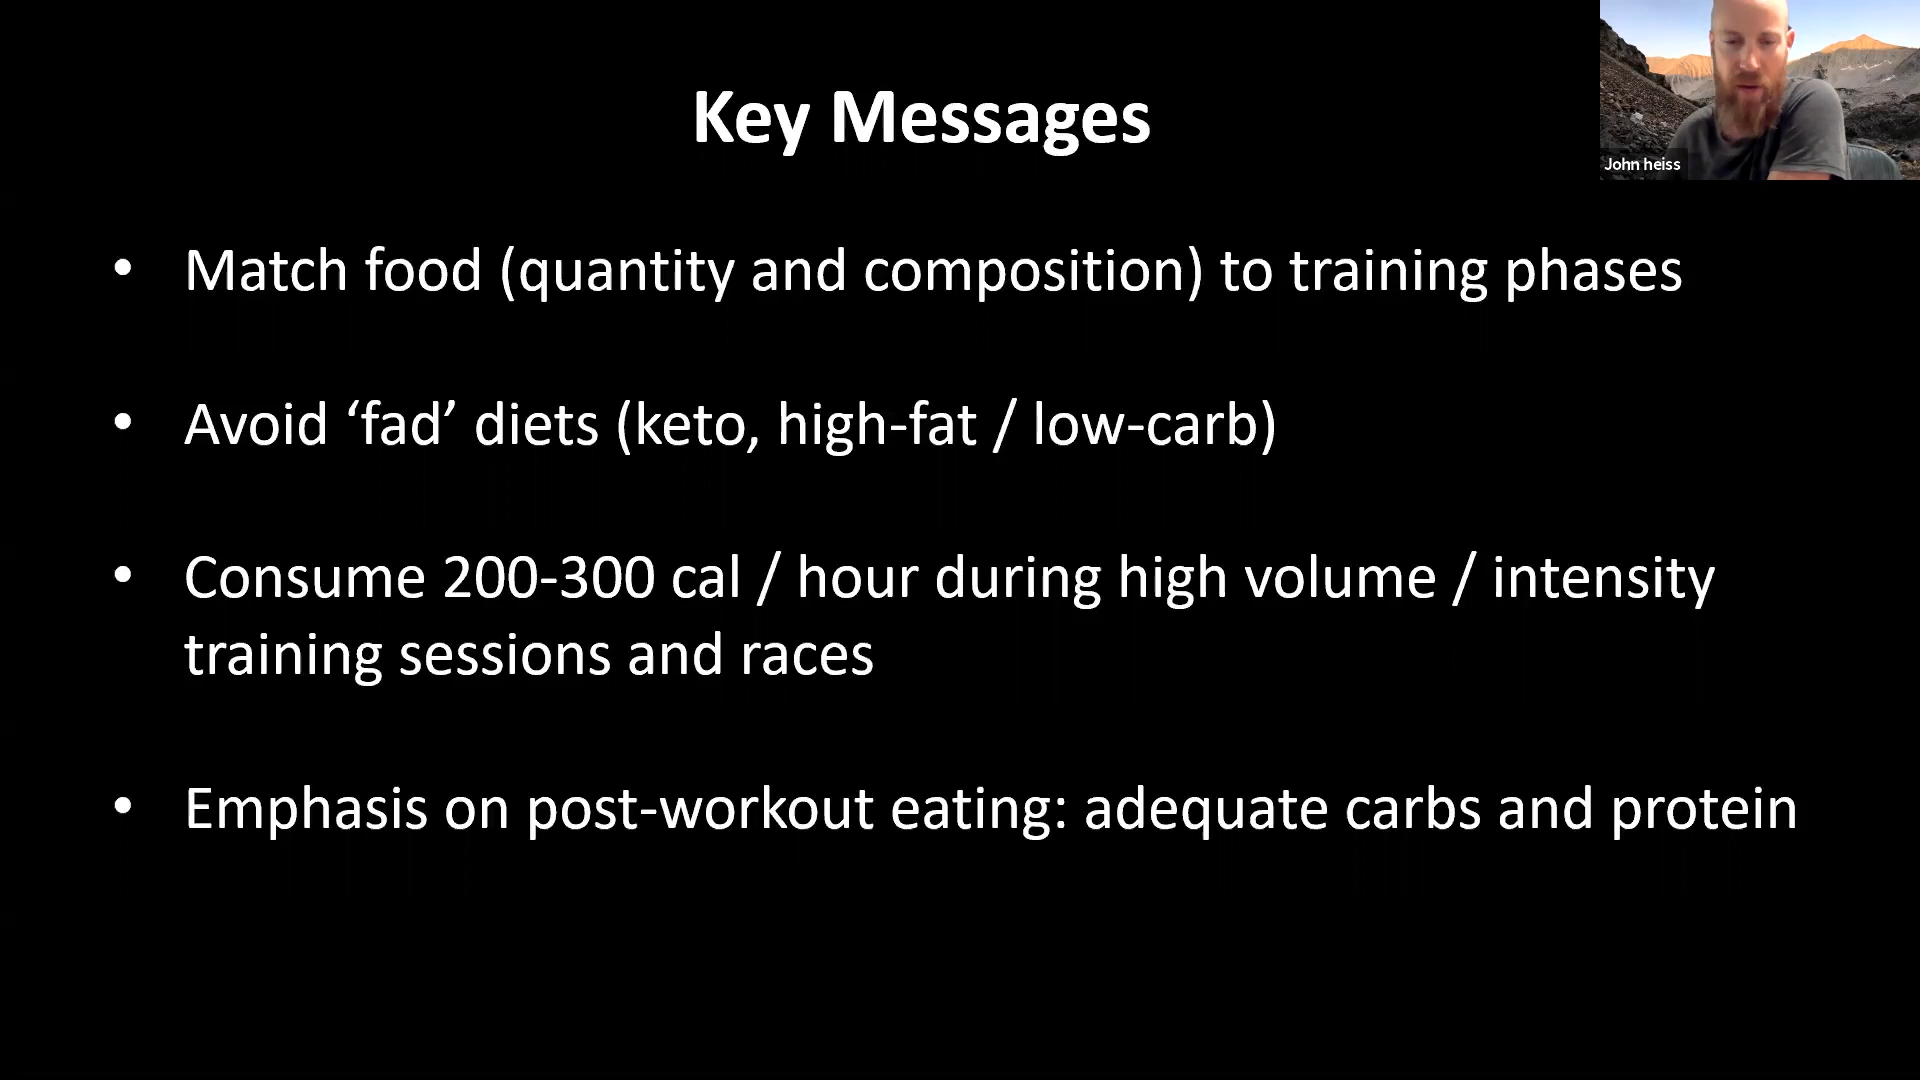 Key Messages
John heiss
• Match food (quantity and composition) to training phases
• Avoid ‘fad’ diets (keto, high-fat / low-carb)
• Consume 200-300 cal / hour during high volume / intensity
training sessions and races
• Emphasis on post-workout eating: adequate carbs and protein